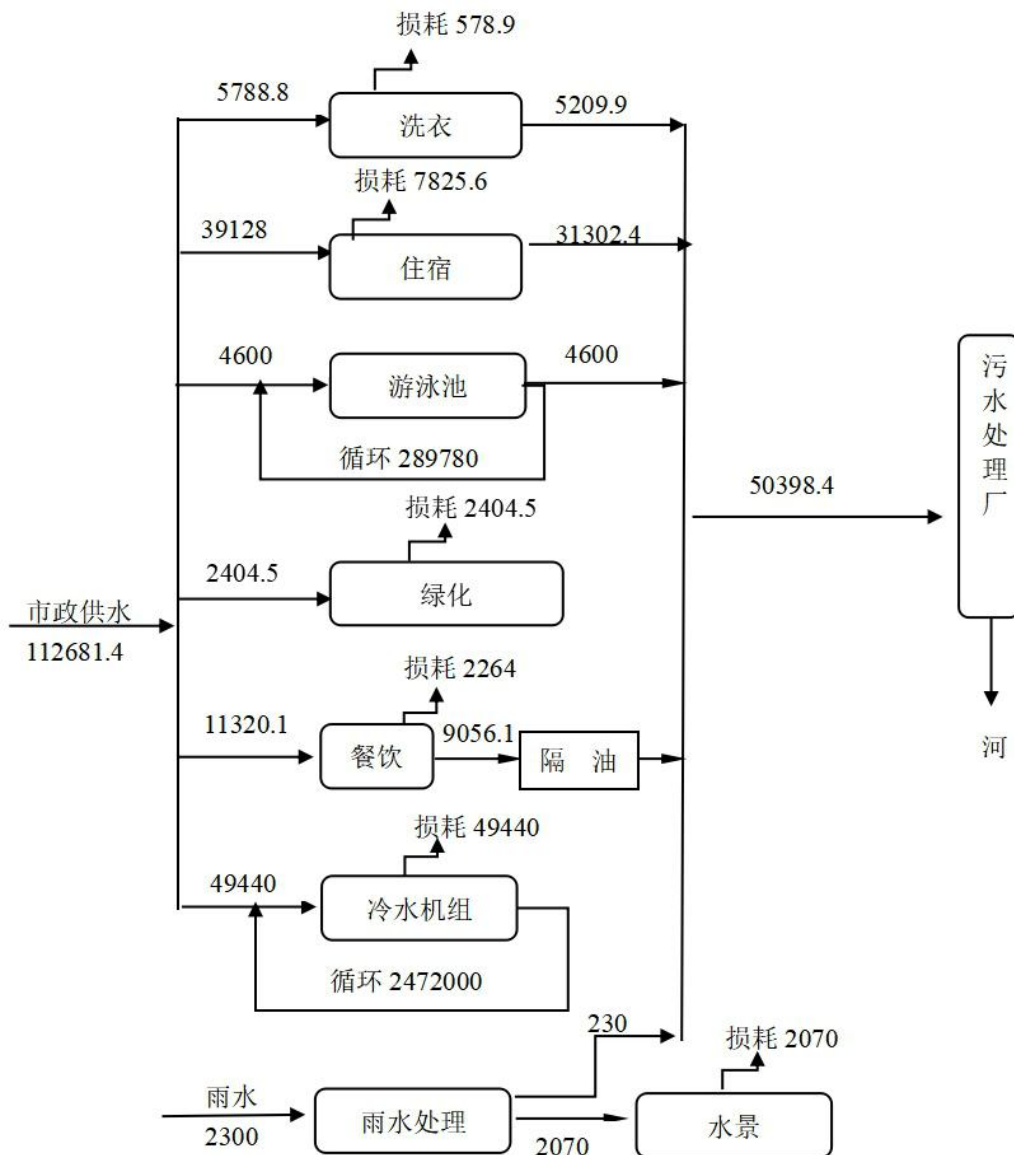 损耗 578.9
5788.8
洗衣
5209.9
损耗 7825.6
39128
住宿
31302.4
4600
游泳池
4600
循环 289780
污水处理厂
50398.4
损耗 2404.5
2404.5
绿化
市政供水
112681.4
损耗 2264
11320.1
餐饮
9056.1
隔 油
河
损耗 49440
49440
冷水机组
循环 2472000
230
损耗 2070
雨水
2300
雨水处理
2070
水景